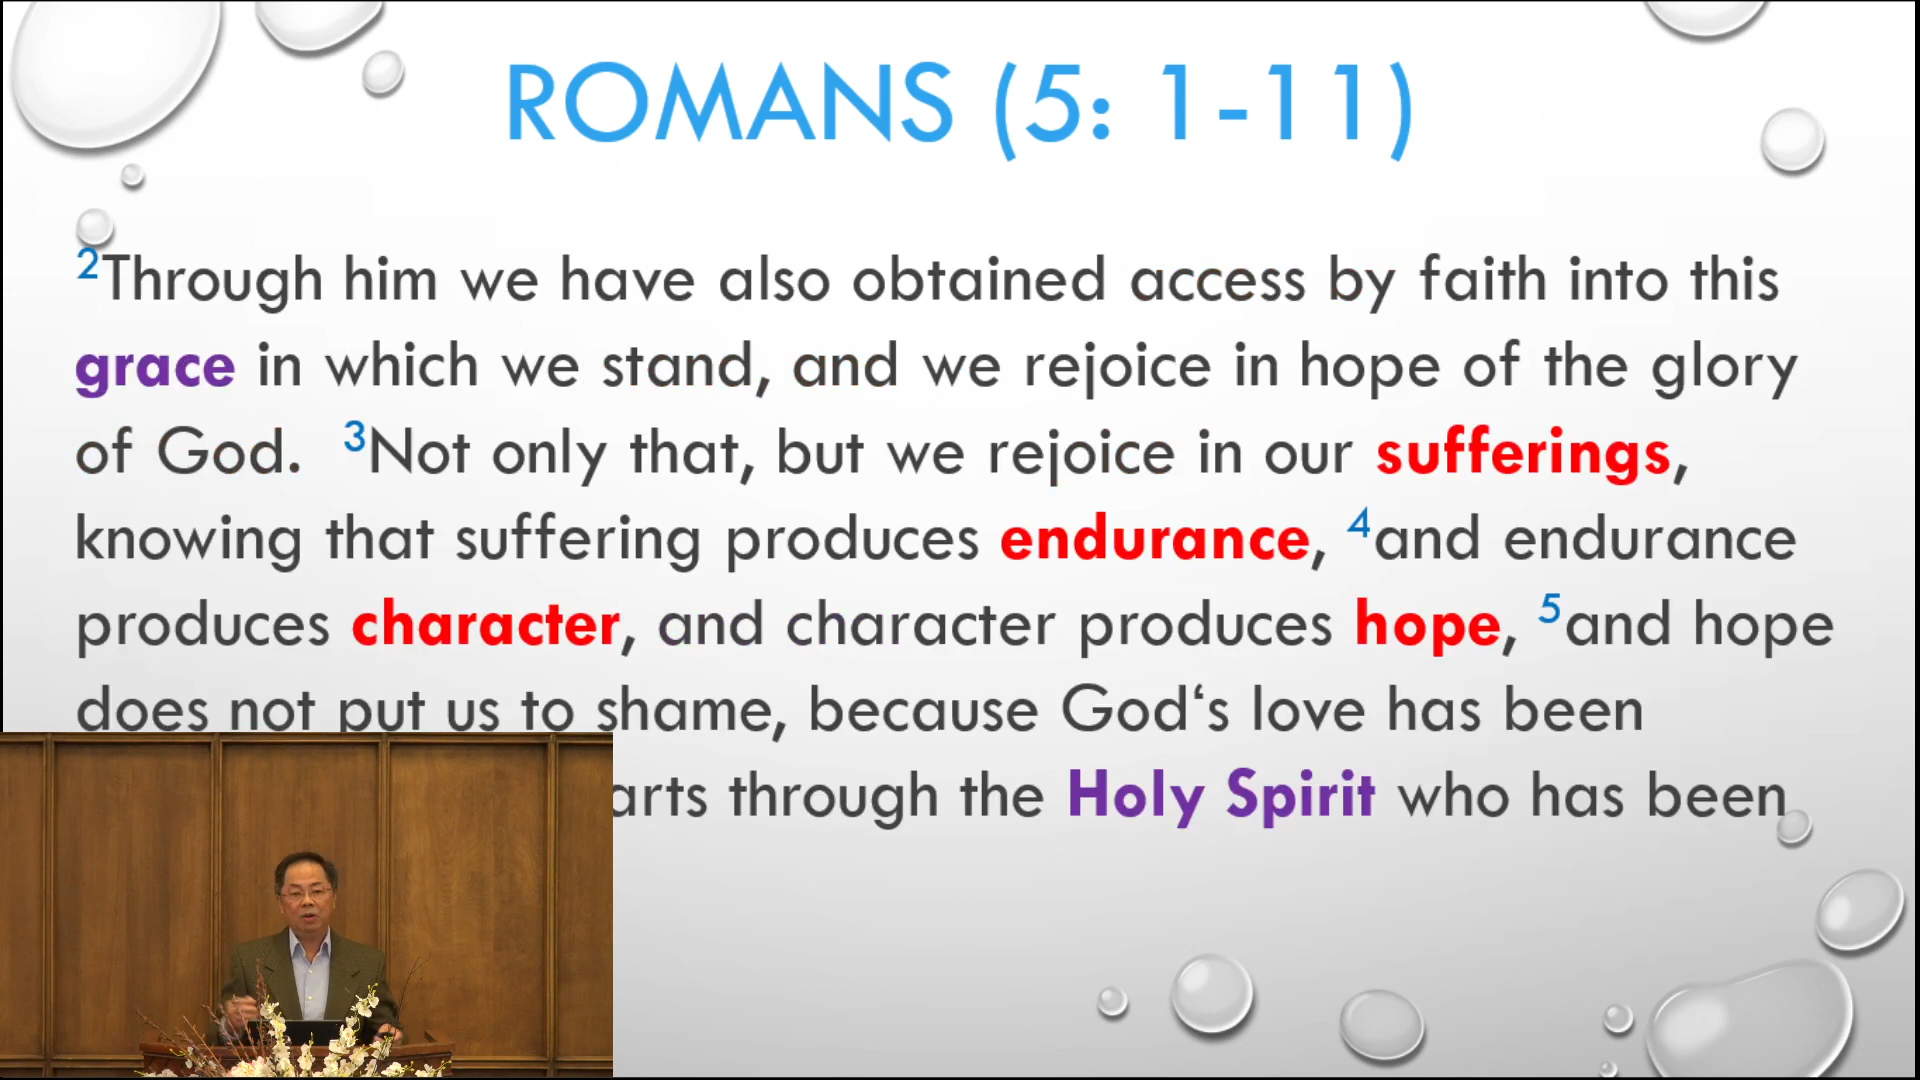 ROMANS (5: 1-11)
2Through him we have also obtained access by faith into this
grace in which we stand, and we rejoice in hope of the glory
of God. 3Not only that, but we rejoice in our sufferings,
knowing that suffering produces endurance, 4and endurance
produces character, and character produces hope, 5and hope
does not put us to shame, because God‘s love has been
through the Holy Spirit who has been